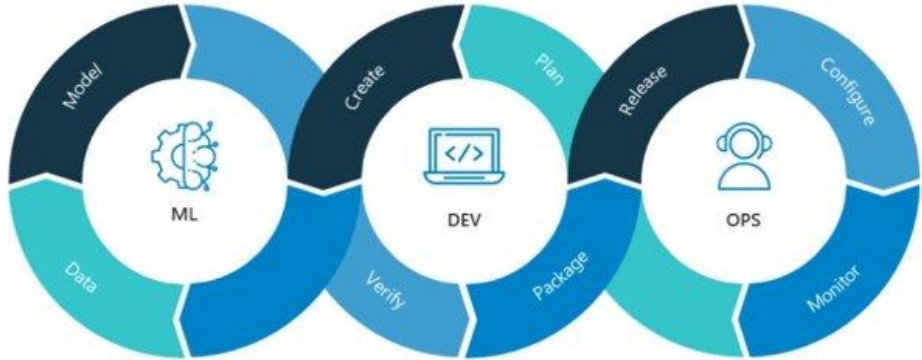 Model
Data
ML
Create
Plan
Verify
Package
</>
DEV
Release
Configure
Monitor
OPS